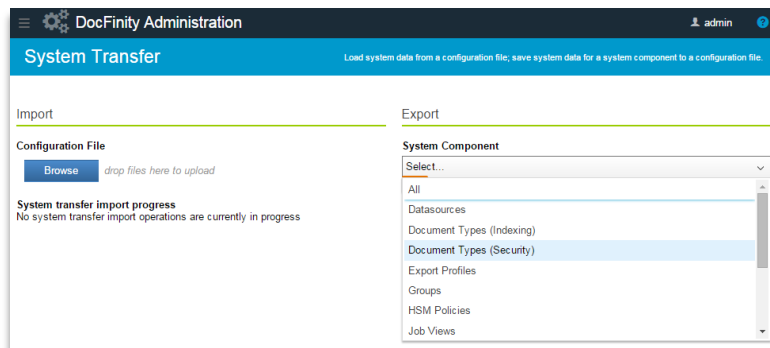 DocFinity Administration
admin
?
System Transfer
Load system data from a configuration file; save system data for a system component to a configuration file.
Import
Export
Configuration File
System Component
Browse
drop files here to upload
Select...
System transfer import progress
No system transfer import operations are currently in progress
All
Datasources
Document Types (Indexing)
Document Types (Security)
Export Profiles
Groups
HSM Policies
Job Views